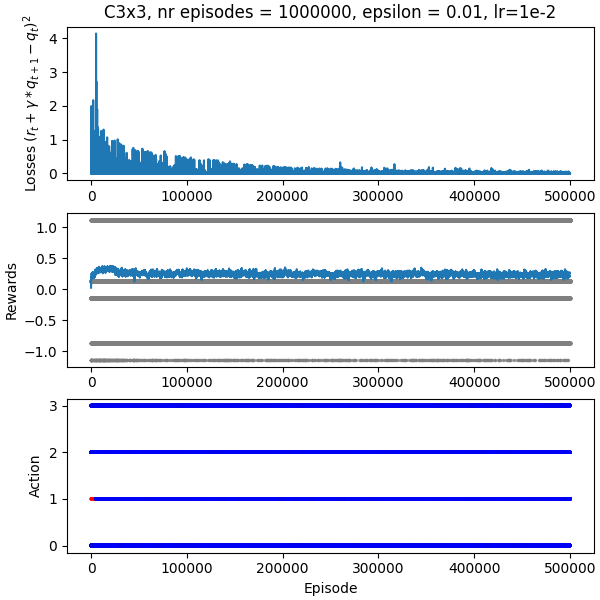 C3x3, nr episodes = 1000000, epsilon = 0.01, lr=1e-2
Losses (r_t + γ * q_{t+1} − q_t)^2
4
3
2
1
0
0 100000 200000 300000 400000 500000
Rewards
1.0
0.5
0.0
−0.5
−1.0
0 100000 200000 300000 400000 500000
Action
3
2
1
0
0 100000 200000 300000 400000 500000
Episode